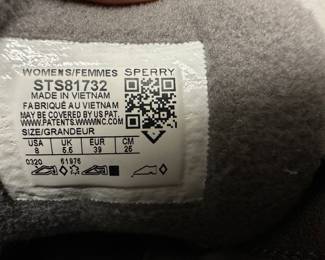 WOMENS/FEMMES SPERRY
STS81732
MADE IN VIETNAM
FABRIQUÉ AU VIETNAM
MAY BE COVERED BY US PAT.
WWW.PATENTS.WWWINC.COM
SIZE/GRANDEUR
USA UK EUR CM
8 5.5 39 25
0320 61976